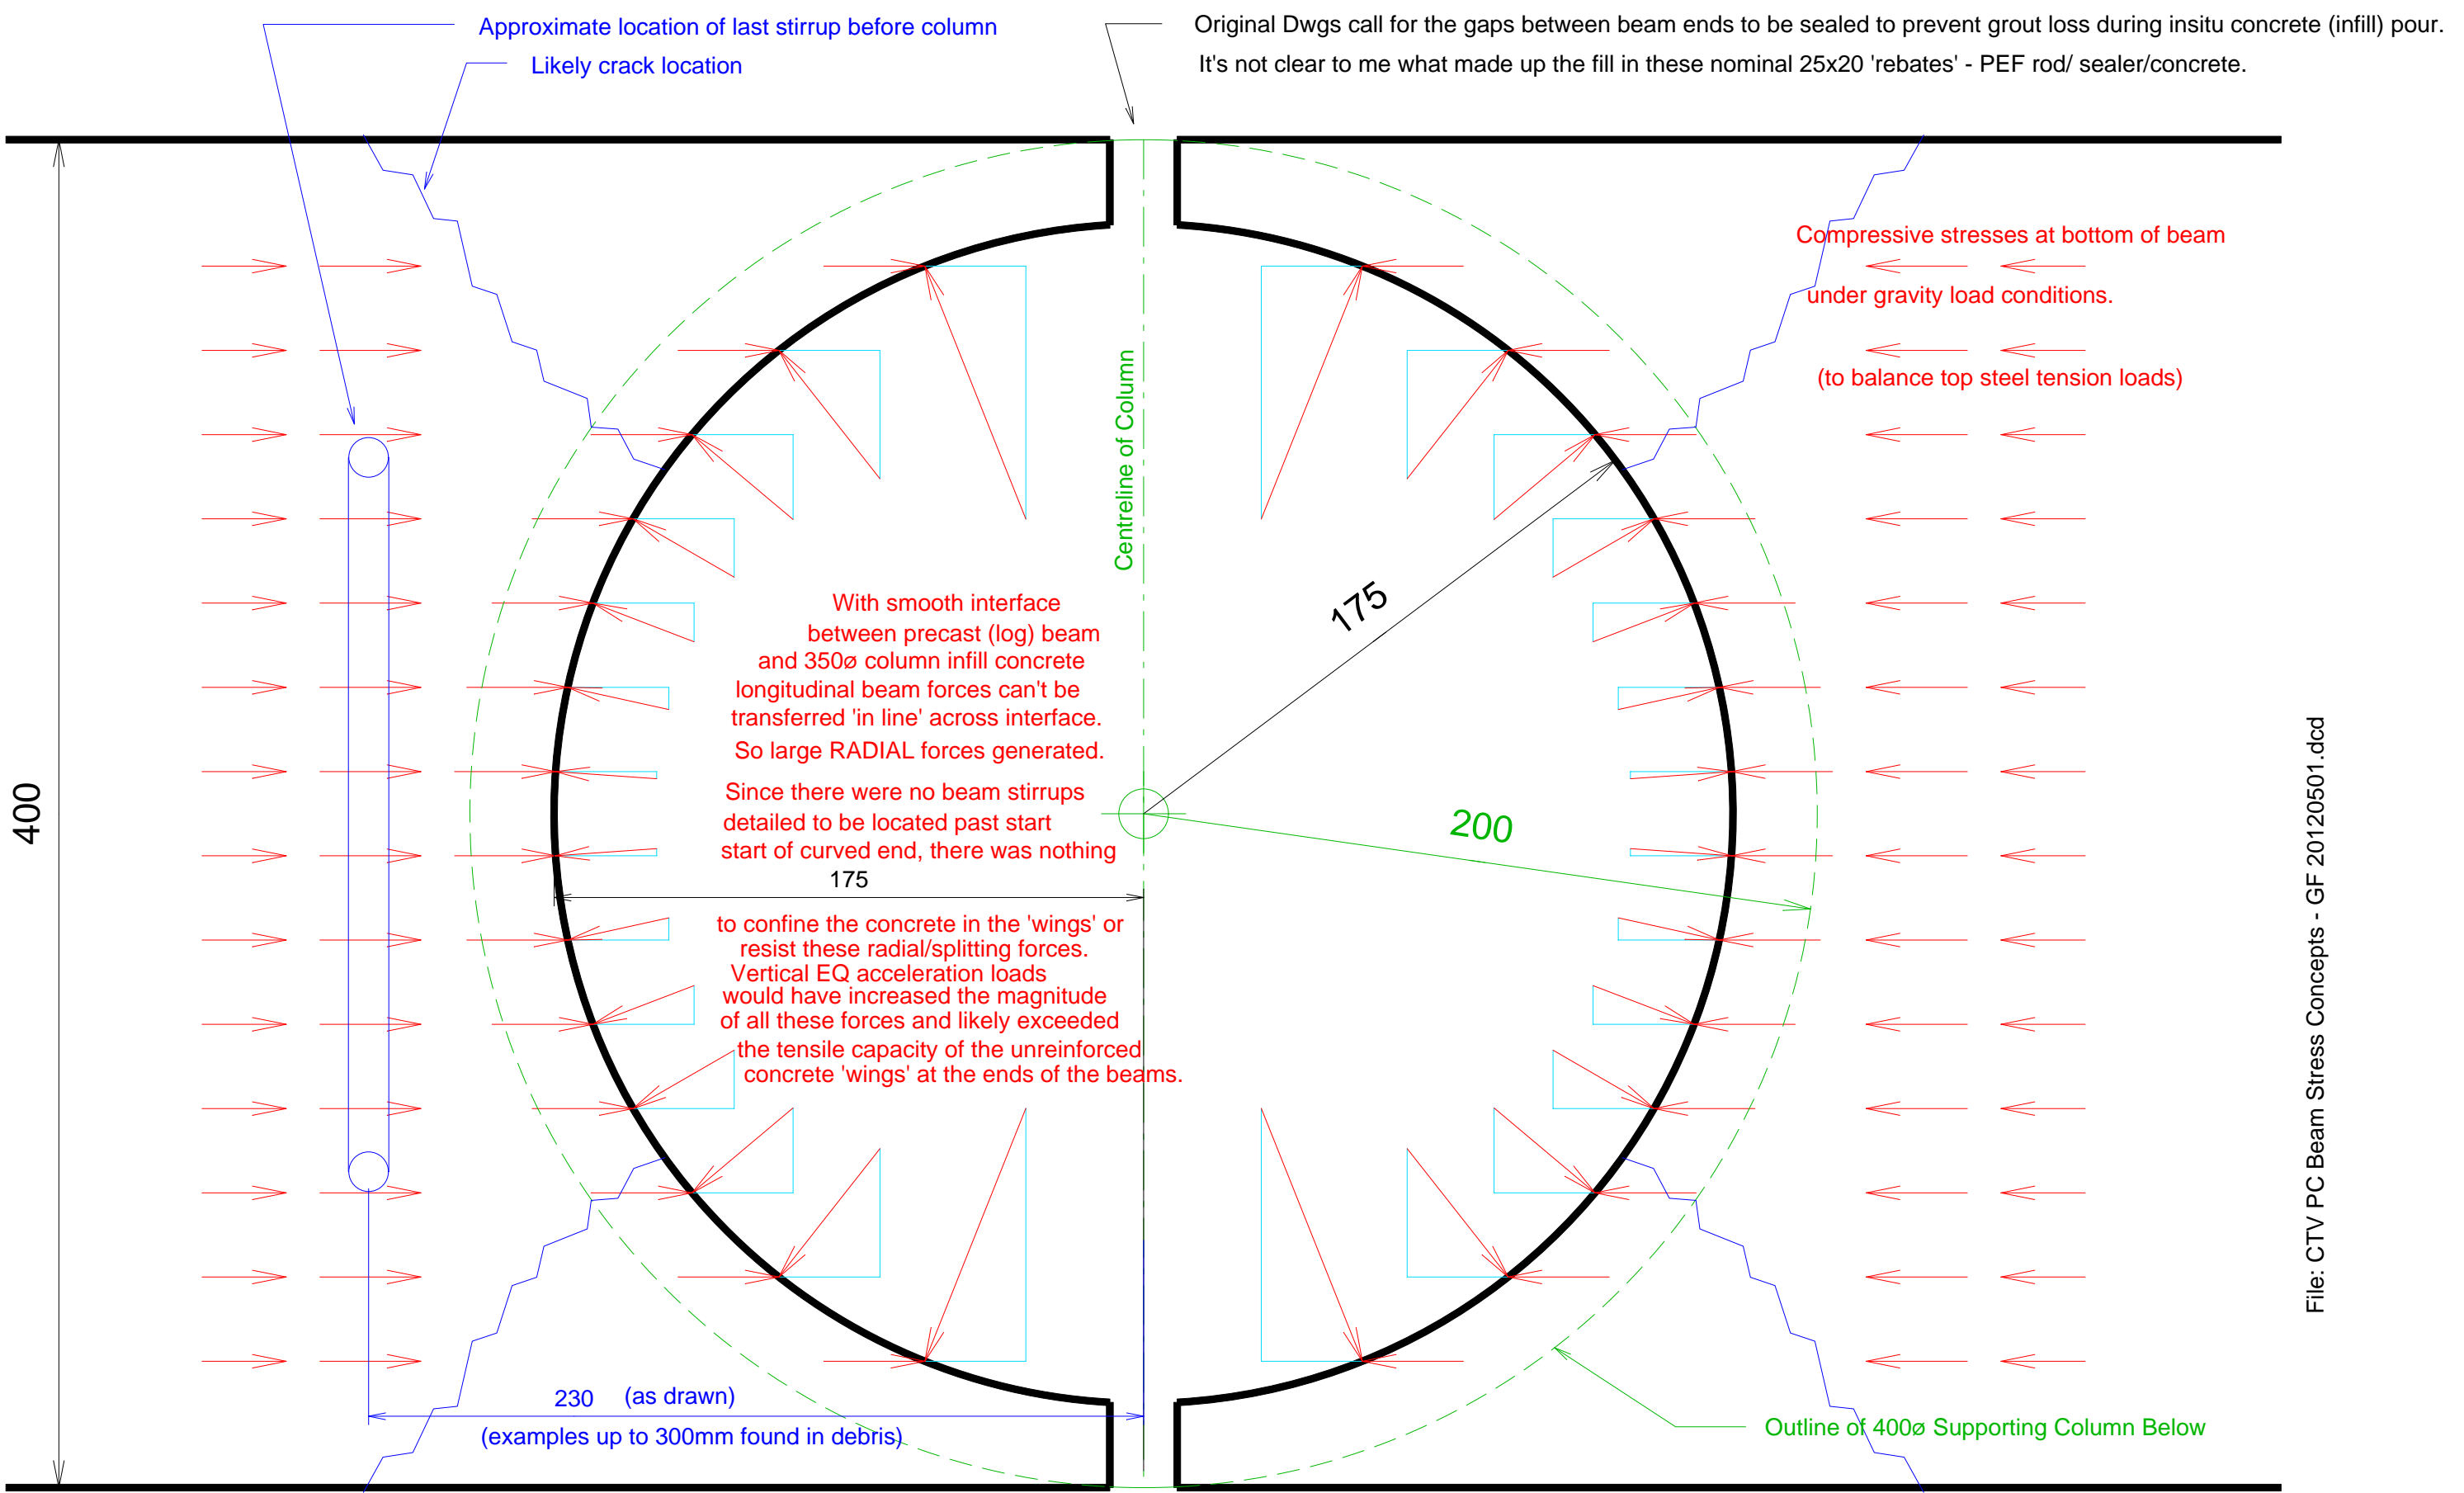 Approximate location of last stirrup before column
Likely crack location
Original Dwgs call for the gaps between beam ends to be sealed to prevent grout loss during insitu concrete (infill) pour.
It's not clear to me what made up the fill in these nominal 25x20 'rebates' - PEF rod/ sealer/concrete.
Compressive stresses at bottom of beam
under gravity load conditions.
(to balance top steel tension loads)
Centreline of Column
175
200
400
With smooth interface
between precast (log) beam
and 350ø column infill concrete
longitudinal beam forces can't be
transferred 'in line' across interface.
So large RADIAL forces generated.
Since there were no beam stirrups
detailed to be located past start
start of curved end, there was nothing
175
to confine the concrete in the 'wings' or
resist these radial/splitting forces.
Vertical EQ acceleration loads
would have increased the magnitude
of all these forces and likely exceeded
the tensile capacity of the unreinforced
concrete 'wings' at the ends of the beams.
230 (as drawn)
(examples up to 300mm found in debris)
Outline of 400ø Supporting Column Below
File: CTV PC Beam Stress Concepts - GF 20120501.dcd